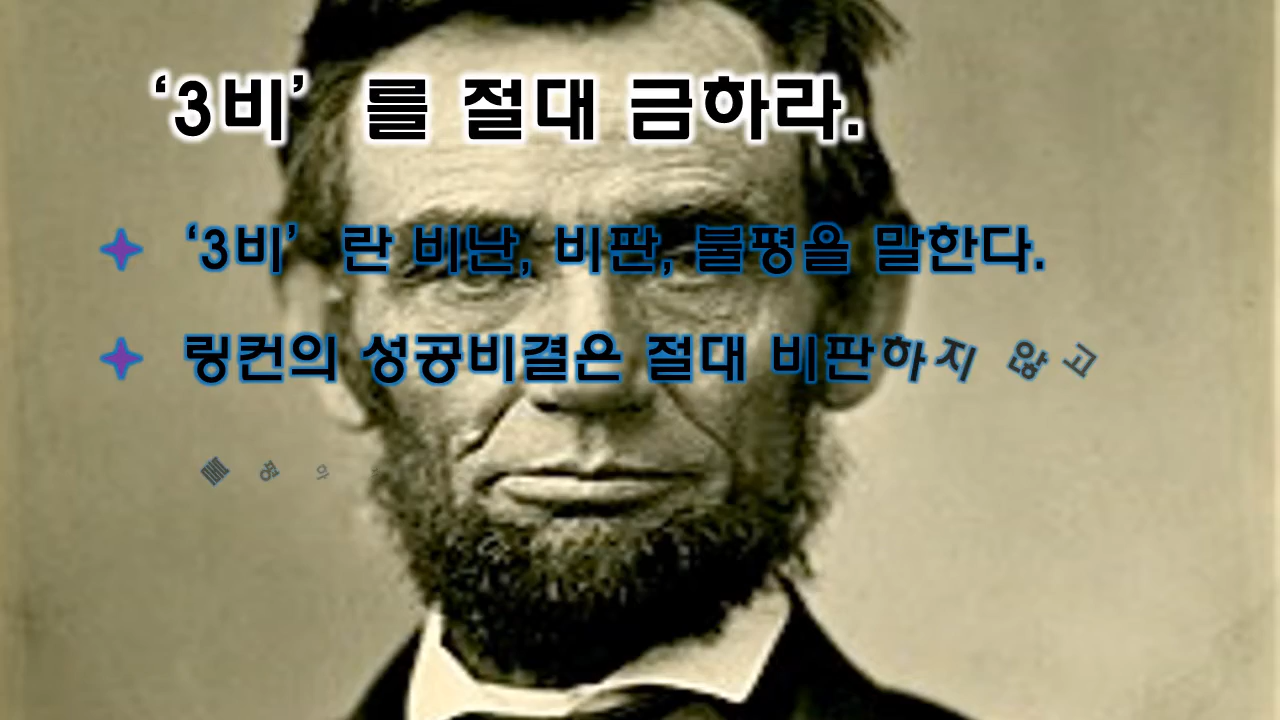 ‘3비’ 를 절대 금하라.
‘3비’ 란 비난, 비판, 불평을 말한다.
링컨의 성공비결은 절대 비판하지 않고